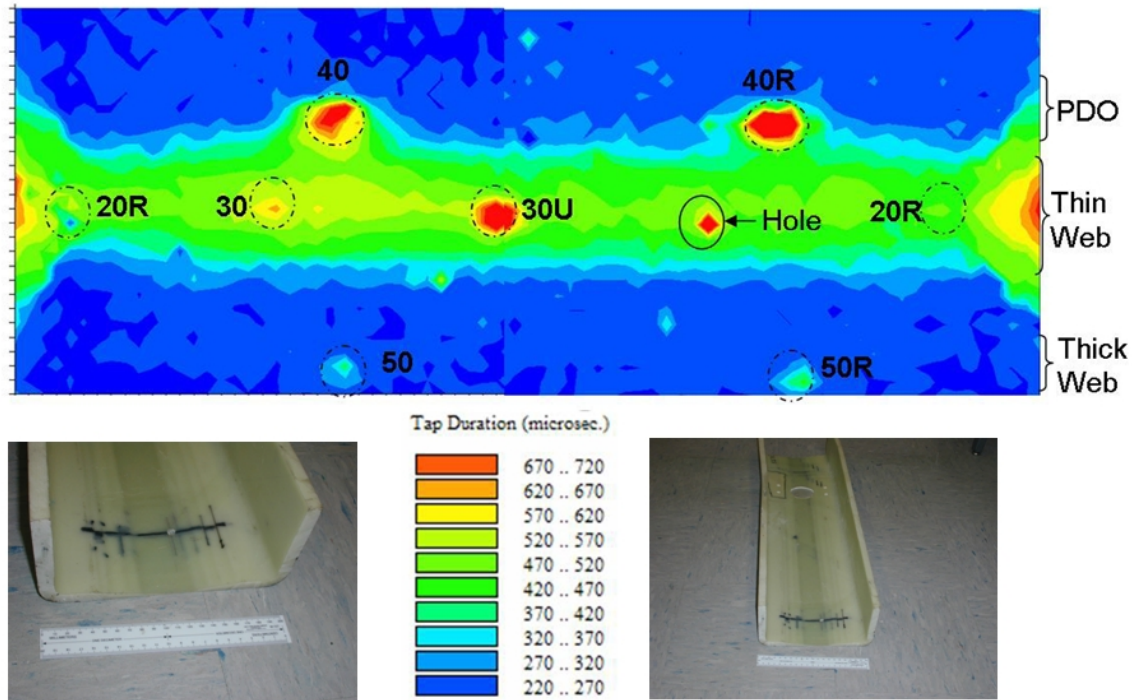 40
40R
PDO
20R
30
30U
Hole
20R
Thin
Web
50
50R
Thick
Web
Tap Duration (microsec.)
670 .. 720
620 .. 670
570 .. 620
520 .. 570
470 .. 520
420 .. 470
370 .. 420
320 .. 370
270 .. 320
220 .. 270